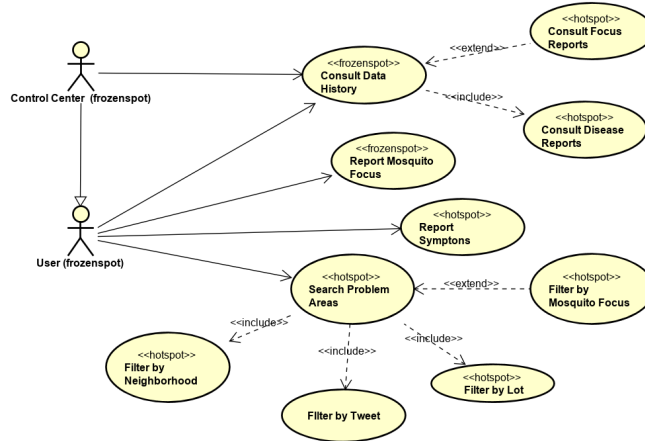 <<hotspot>>
Consult Focus
Reports
<<extend>>
<<frozenspot>>
Consult Data
History
Control Center (frozenspot)
<<include>>
<<hotspot>>
Consult Disease
Reports
<<frozenspot>>
Report Mosquito
Focus
<<hotspot>>
Report
Symptons
User (frozenspot)
<<hotspot>>
Search Problem
Areas
<<extend>>
<<hotspot>>
Filter by
Mosquito Focus
<<include>>
<<include>>
<<include>>
<<hotspot>>
Filter by
Neighborhood
<<hotspot>>
Filter by Lot
FIlter by Tweet